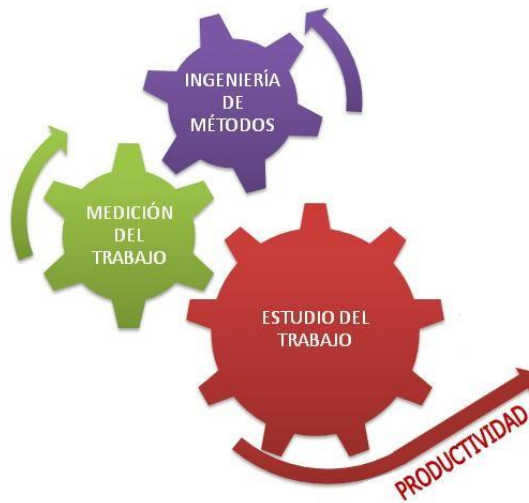 INGENIERÍA
DE
MÉTODOS
MEDICIÓN
DEL
TRABAJO
ESTUDIO DEL
TRABAJO
PRODUCTIVIDAD